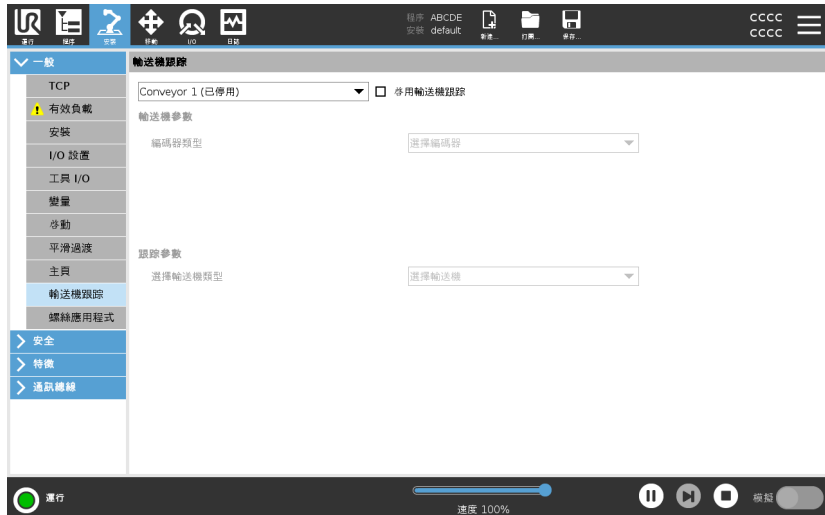 UR
程序 ABCDE
安裝 default
CCCC
CCCC
運行
程序
安裝
移動
I/O
日誌
新建...
打開...
保存...
一般
輸送機跟踪
TCP
Conveyor 1 (已停用)
啓用輸送機跟踪
有效負載
輸送機參數
安裝
編碼器類型
選擇編碼器
I/O 設置
工具 I/O
變量
啓動
平滑過渡
跟踪參數
主頁
選擇輸送機類型
選擇輸送機
輸送機跟踪
螺絲應用程式
安全
特徵
通訊總線
運行
速度 100%
模擬